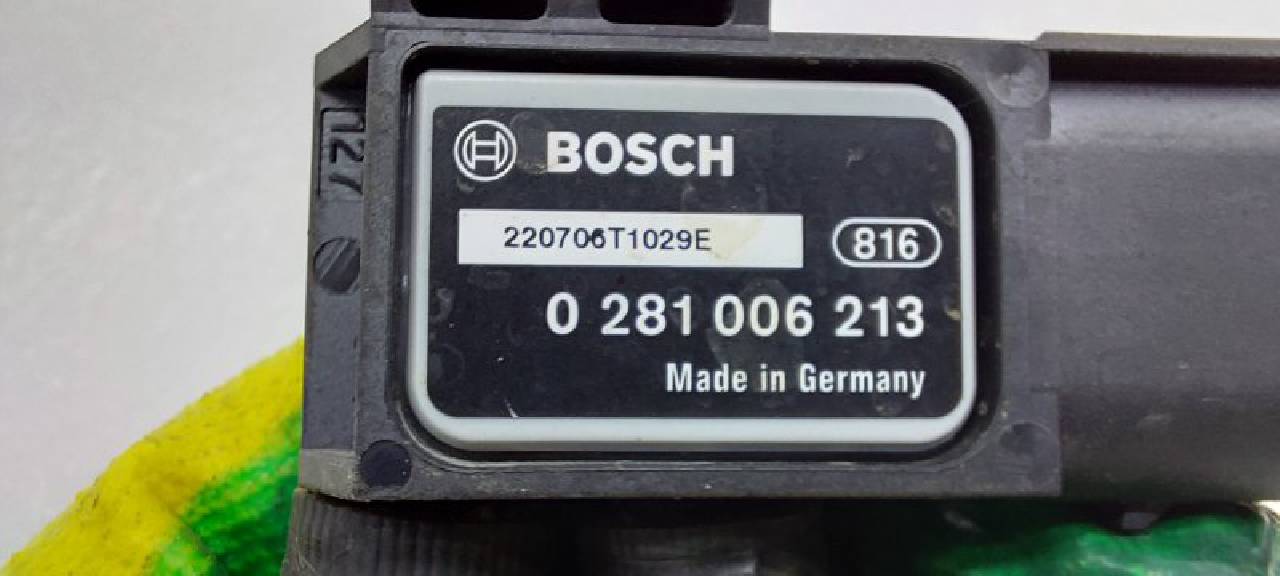 127
BOSCH
220706T1029E
816
0 281 006 213
Made in Germany